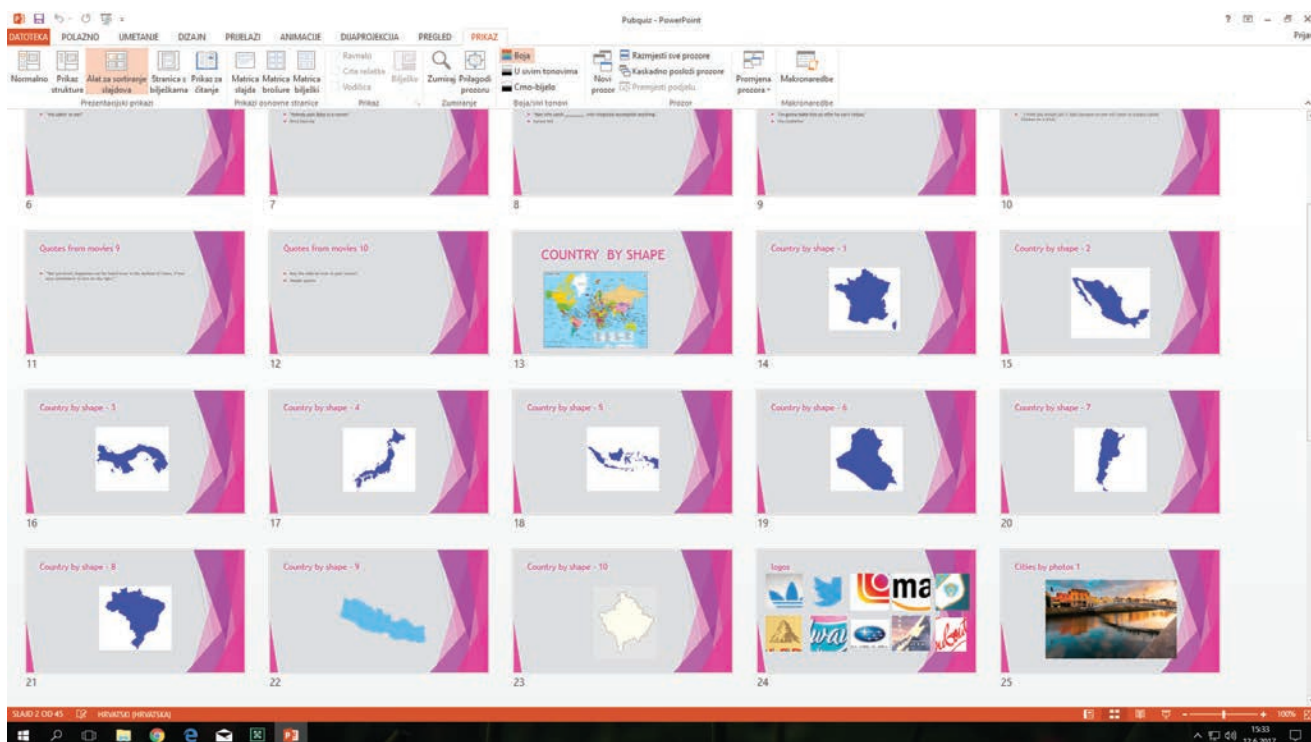 Pubquiz - PowerPoint
DATOTEKA POLAZNO UMETANJE DIZAJN PRIJELAZI ANIMACIJE DIJAPROJEKCIJA PREGLED PRIKAZ
Prija
Normalno
Prikaz strukture
Alat za sortiranje slajdova
Stranica s bilješkama
Prikaz za čitanje
Matrica slajda
Matrica brošure
Matrica bilješki
Ravnalo
Crte rešetke
Vodilice
Bilješke
Zumiraj
Prilagodi prozoru
Boja
U sivim tonovima
Crno-bijelo
Novi prozor
Razmjesti sve prozore
Kaskadno posloži prozore
Premjesti podjelu
Promjena prozora
Makronaredbe
Prezentacijski prikazi
Prikazi osnovne stranice
Prikaz
Zumiranje
Boja/sivi tonovi
Prozor
Makronaredbe
6 7 8 9 10
Quotes from movies 9
11
Quotes from movies 10
12
COUNTRY BY SHAPE
13
Country by shape - 1
14
Country by shape - 2
15
Country by shape - 3
16
Country by shape - 4
17
Country by shape - 5
18
Country by shape - 6
19
Country by shape - 7
20
Country by shape - 8
21
Country by shape - 9
22
Country by shape - 10
23
logos
ma
wai
24
Cities by photos 1
25
SLAJD 2 OD 45 HRVATSKI (HRVATSKA)
100%
15:33
12.6.2017.